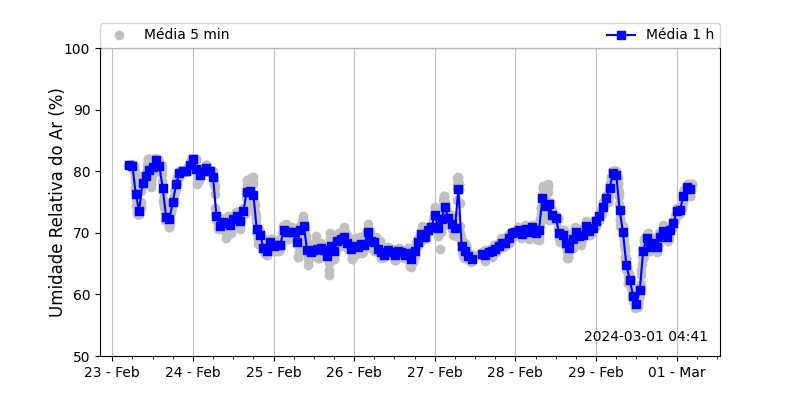 Média 5 min
Média 1 h
Umidade Relativa do Ar (%)
100
90
80
70
60
50
2024-03-01 04:41
23 - Feb
24 - Feb
25 - Feb
26 - Feb
27 - Feb
28 - Feb
29 - Feb
01 - Mar